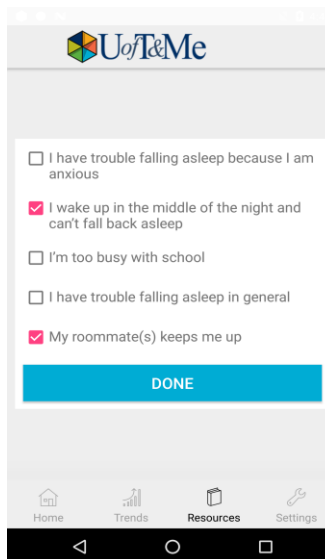 UofT&Me
I have trouble falling asleep because I am
anxious
I wake up in the middle of the night and
can't fall back asleep
I'm too busy with school
I have trouble falling asleep in general
My roommate(s) keeps me up
DONE
Home Trends Resources Settings